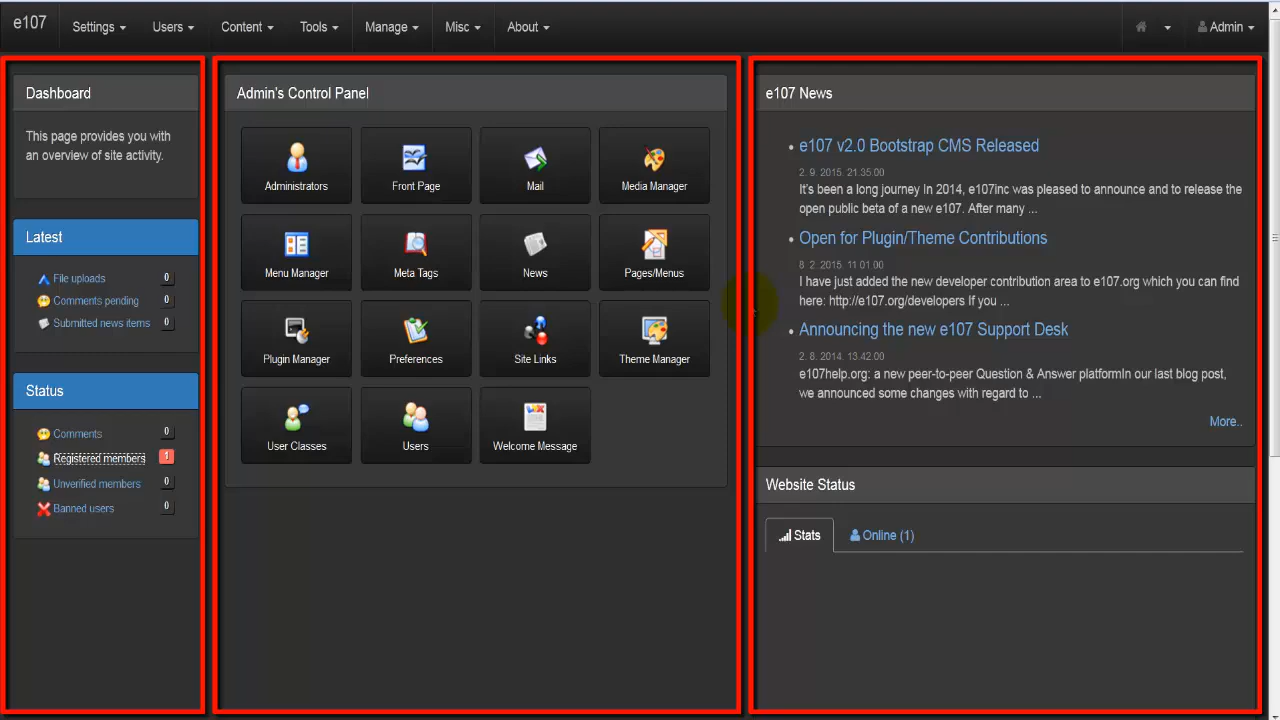 e107
Settings
Users
Content
Tools
Manage
Misc
About
Admin
Dashboard
This page provides you with
an overview of site activity.
Latest
File uploads 0
Comments pending 0
Submitted news items 0
Status
Comments 0
Registered members 1
Unverified members 0
Banned users 0
Admin's Control Panel
Administrators
Front Page
Mail
Media Manager
Menu Manager
Meta Tags
News
Pages/Menus
Plugin Manager
Preferences
Site Links
Theme Manager
User Classes
Users
Welcome Message
e107 News
e107 v2.0 Bootstrap CMS Released
2. 9. 2015. 21.35.00
It's been a long journey In 2014, e107inc was pleased to announce and to release the
open public beta of a new e107. After many ...
Open for Plugin/Theme Contributions
8. 2. 2015. 11.01.00
I have just added the new developer contribution area to e107.org which you can find
here: http://e107.org/developers If you ...
Announcing the new e107 Support Desk
2. 8. 2014. 13.42.00
e107help.org: a new peer-to-peer Question & Answer platformIn our last blog post,
we announced some changes with regard to ...
More..
Website Status
Stats
Online (1)